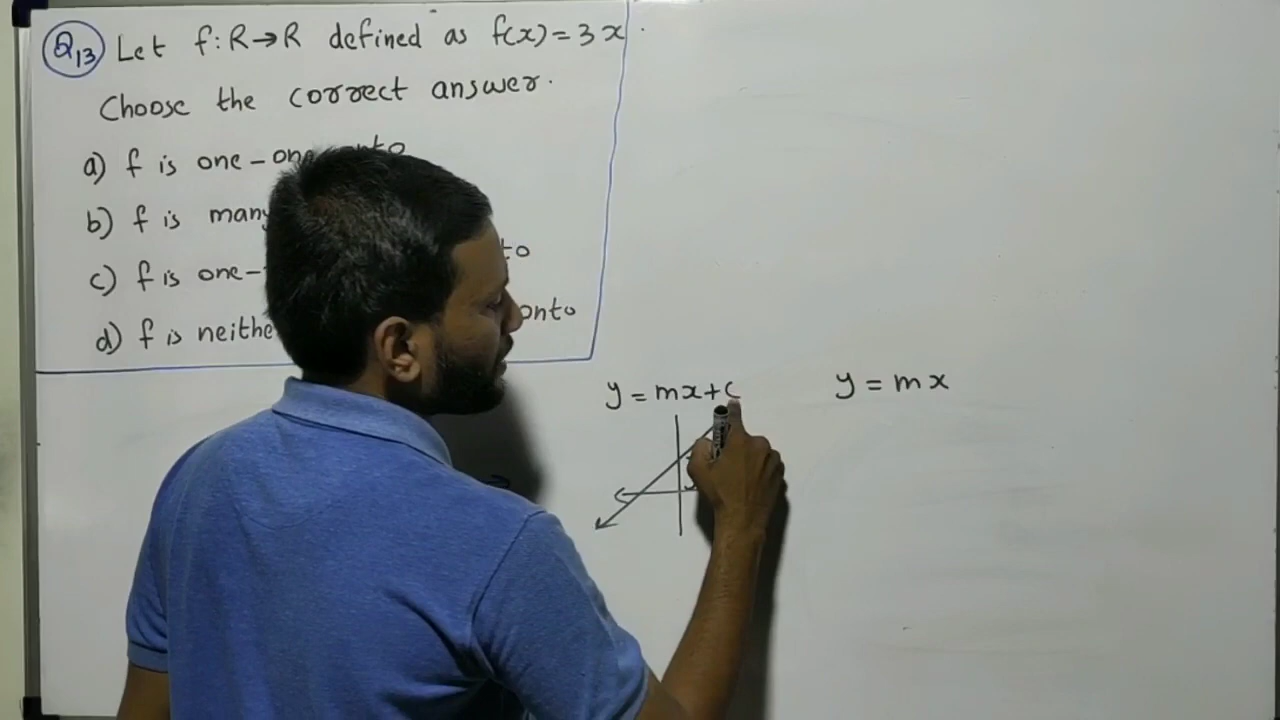 Q13 Let f: R→R defined as f(x) = 3x.
Choose the correct answer.
a) f is one-one onto
b) f is many
c) f is one- to
d) f is neithe onto
y = mx+c
y = mx